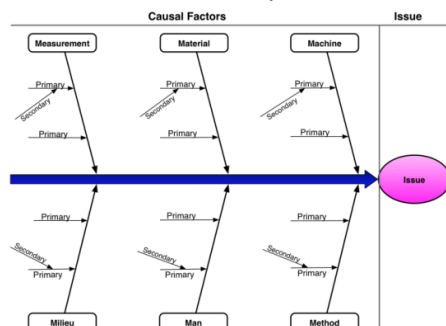 Causal Factors
Issue
Measurement
Material
Machine
Primary
Primary
Primary
Secondary
Secondary
Secondary
Primary
Primary
Primary
Issue
Primary
Primary
Primary
Secondary
Secondary
Secondary
Primary
Primary
Primary
Milieu
Man
Method